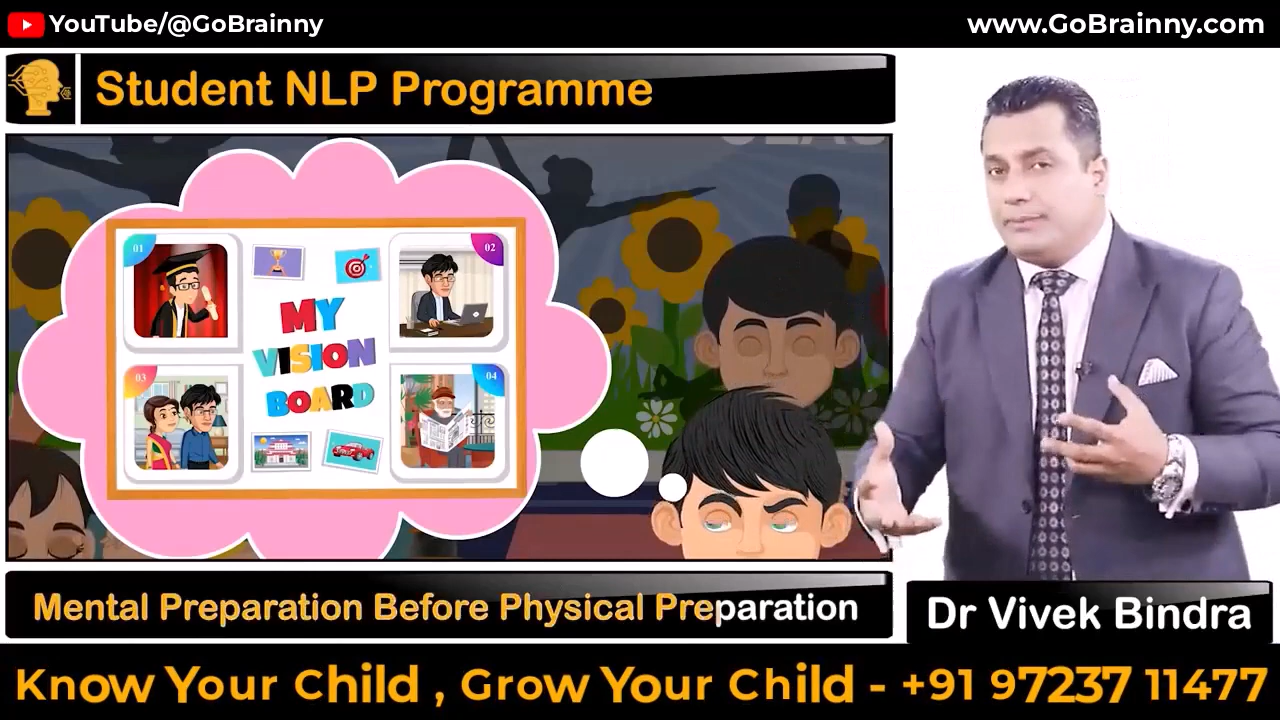 YouTube/@GoBrainny
www.GoBrainny.com
Student NLP Programme
01
02
MY
VISION
BOARD
03
04
Mental Preparation Before Physical Preparation
Dr Vivek Bindra
Know Your Child , Grow Your Child - +91 97237 11477